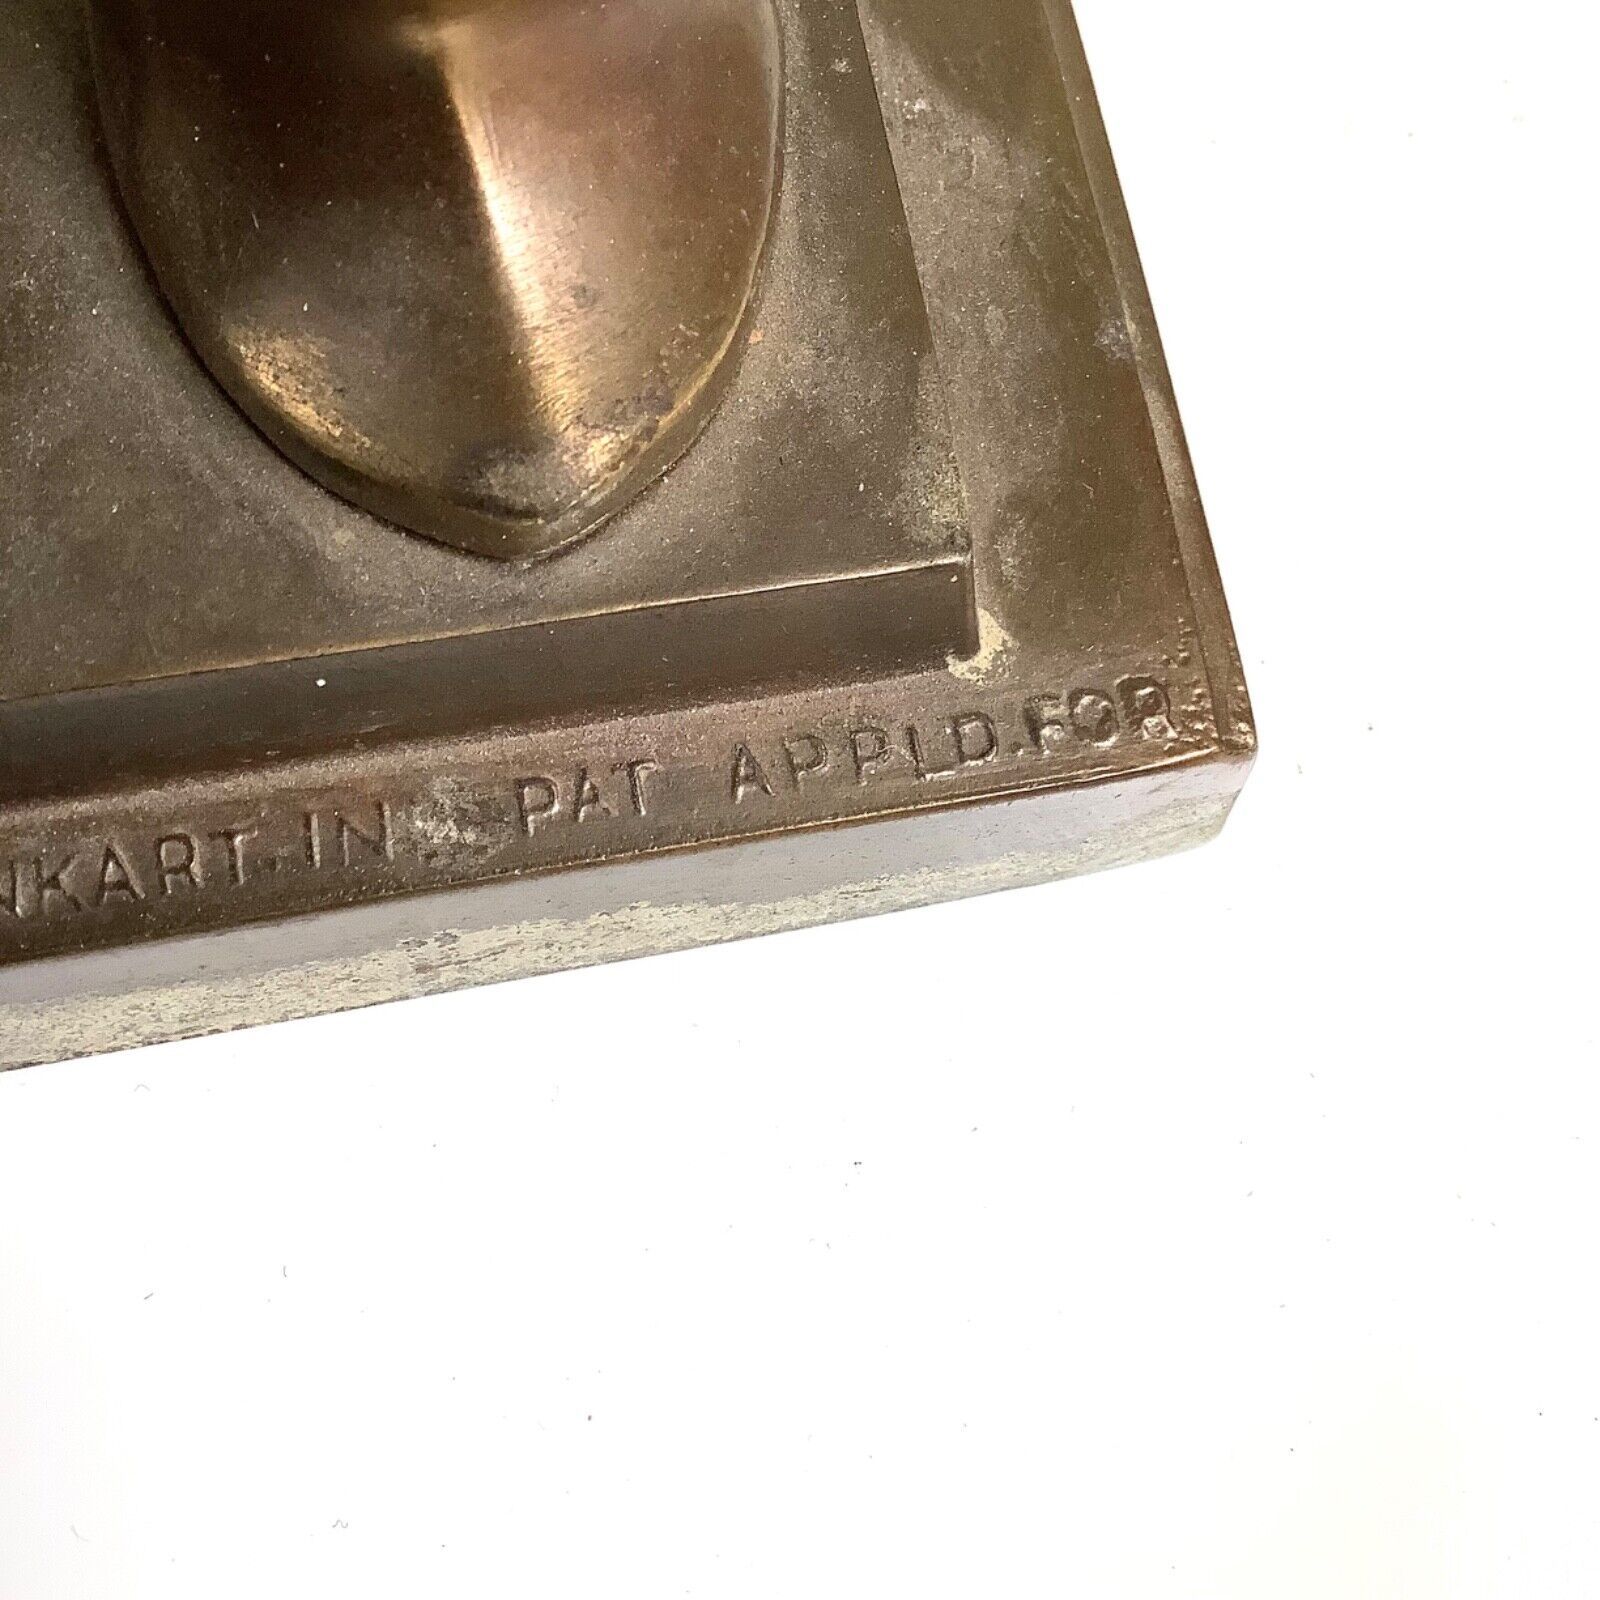 NKART. IN PAT APPLD. FOR